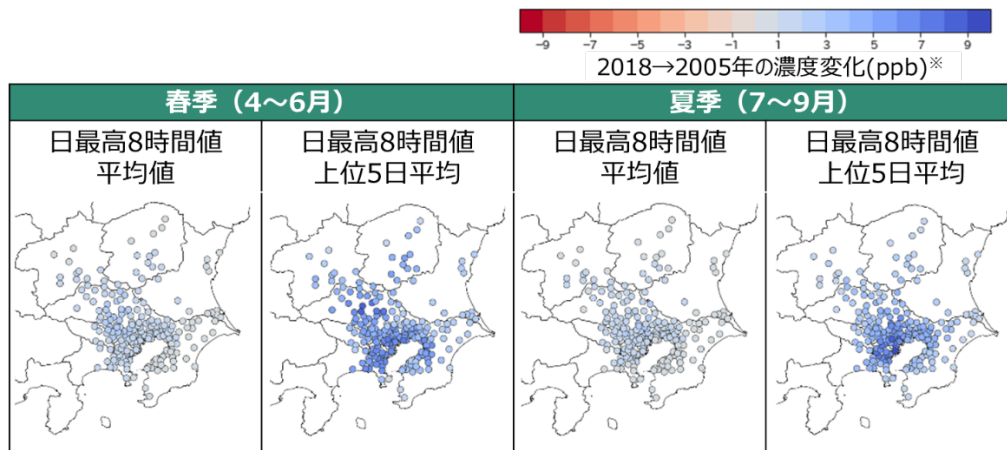 -9 -7 -5 -3 -1 1 3 5 7 9
2018→2005年の濃度変化(ppb)※
春季（4～6月）
夏季（7～9月）
日最高8時間値
平均値
日最高8時間値
上位5日平均
日最高8時間値
平均値
日最高8時間値
上位5日平均